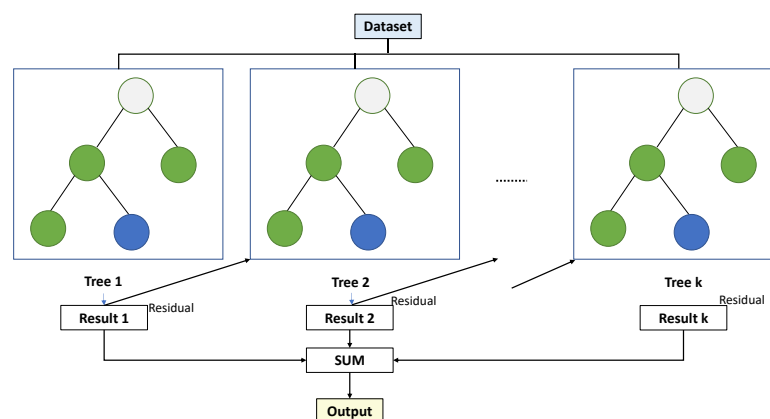 Dataset
.........
Tree 1
Tree 2
Tree k
Residual
Residual
Residual
Result 1
Result 2
Result k
SUM
Output